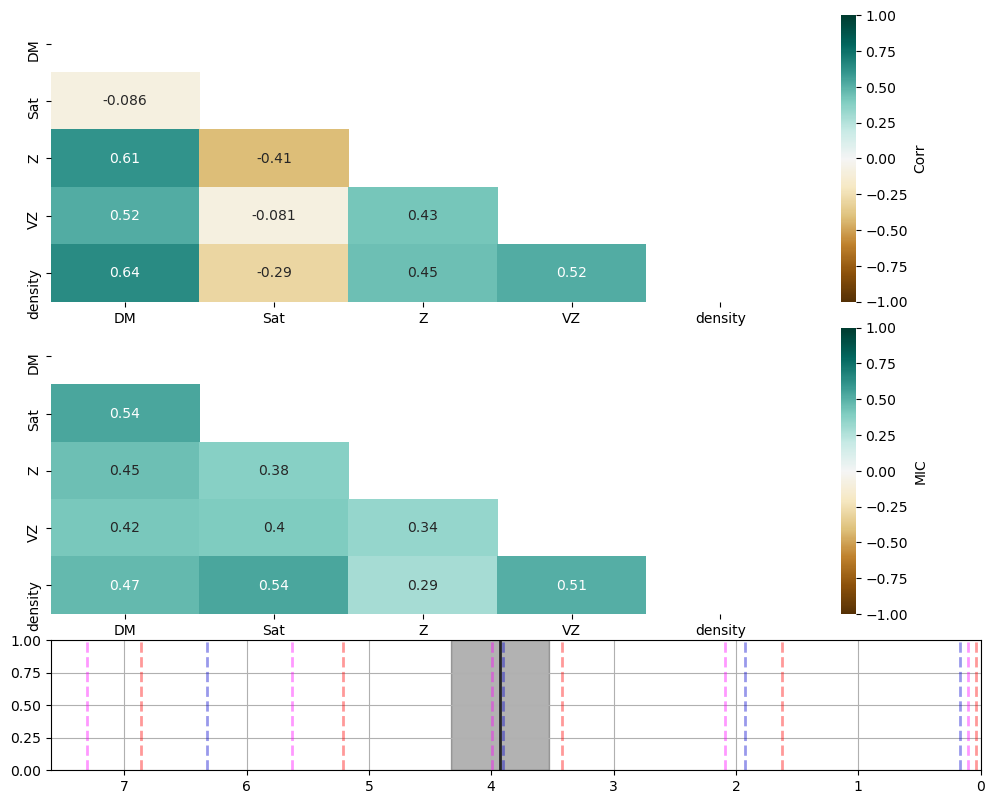 DM
Sat
Z
VZ
density
-0.086
0.61 -0.41
0.52 -0.081 0.43
0.64 -0.29 0.45 0.52
DM Sat Z VZ density
1.00
0.75
0.50
0.25
0.00
−0.25
−0.50
−0.75
−1.00
Corr
DM
Sat
Z
VZ
density
0.54
0.45 0.38
0.42 0.4 0.34
0.47 0.54 0.29 0.51
DM Sat Z VZ density
1.00
0.75
0.50
0.25
0.00
−0.25
−0.50
−0.75
−1.00
MIC
1.00
0.75
0.50
0.25
0.00
7 6 5 4 3 2 1 0